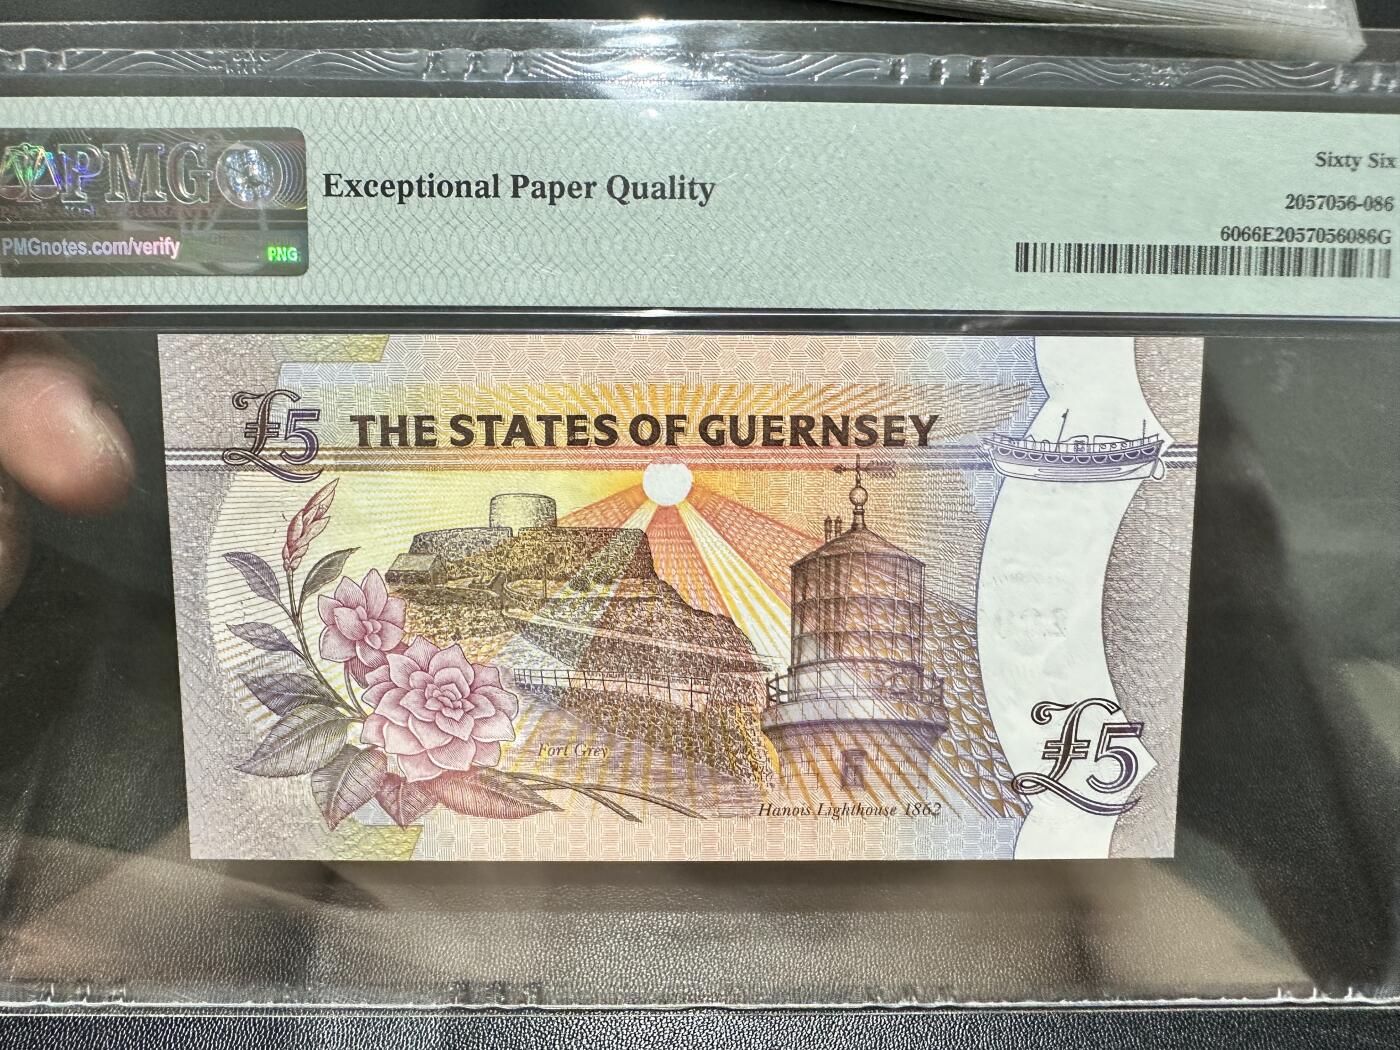 PMG
Exceptional Paper Quality
Sixty Six
2057056-086
6066E2057056086G
PMGnotes.com/verify
PNG
£5
THE STATES OF GUERNSEY
Fort Grey
Hanois Lighthouse 1862
£5